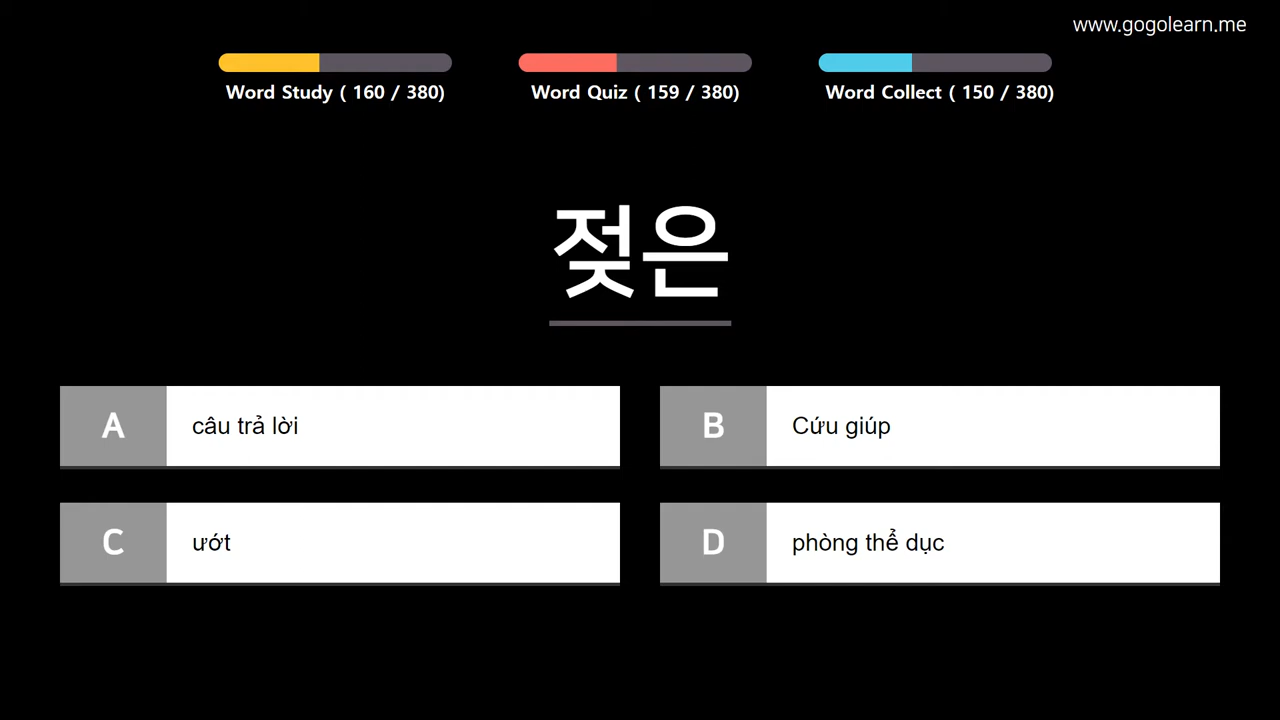 www.gogolearn.me
Word Study ( 160 / 380)
Word Quiz ( 159 / 380)
Word Collect ( 150 / 380)
젖은
A câu trả lời
B Cứu giúp
C ướt
D phòng thể dục